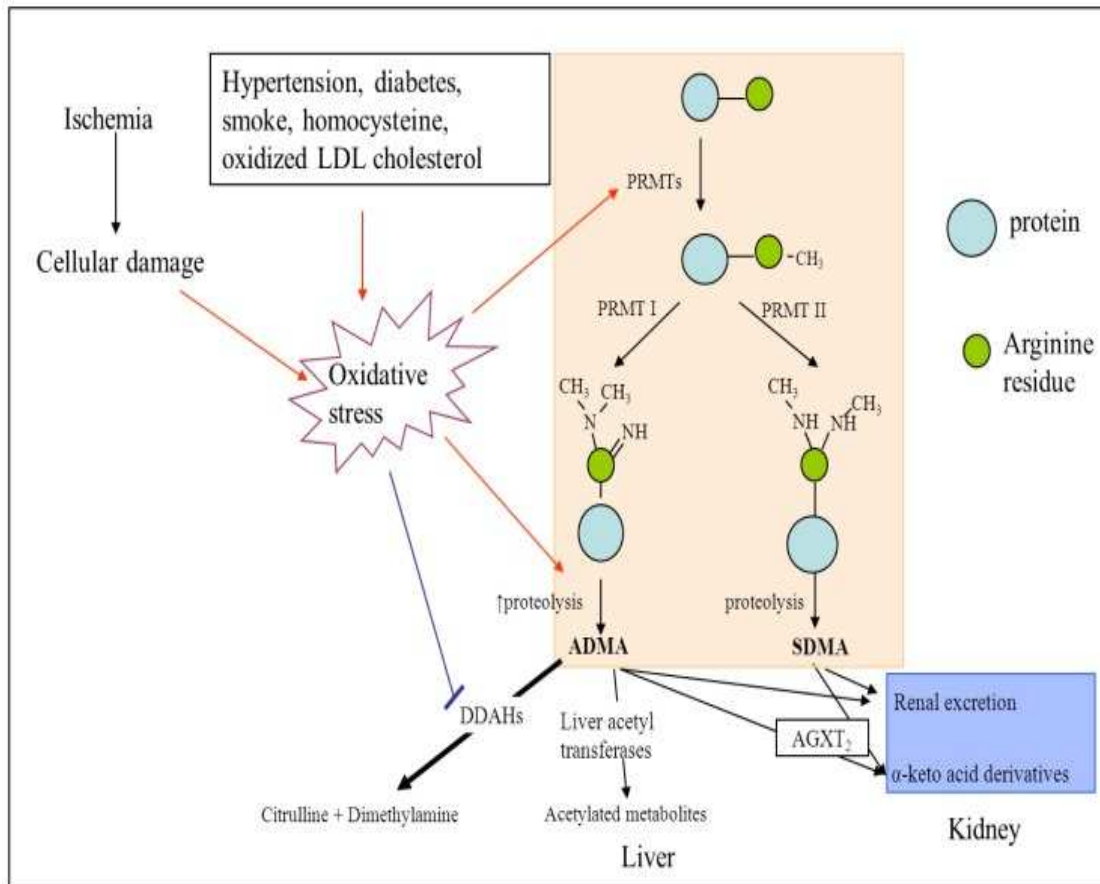 Hypertension, diabetes,
smoke, homocysteine,
oxidized LDL cholesterol
Ischemia
Cellular damage
Oxidative
stress
PRMTs
-CH₃
PRMT I
PRMT II
CH₃
CH₃
N
NH
CH₃
CH₃
NH
NH
protein
Arginine
residue
↑proteolysis
proteolysis
ADMA
SDMA
DDAHs
Liver acetyl
transferases
AGXT₂
Renal excretion
α-keto acid derivatives
Citrulline + Dimethylamine
Acetylated metabolites
Liver
Kidney